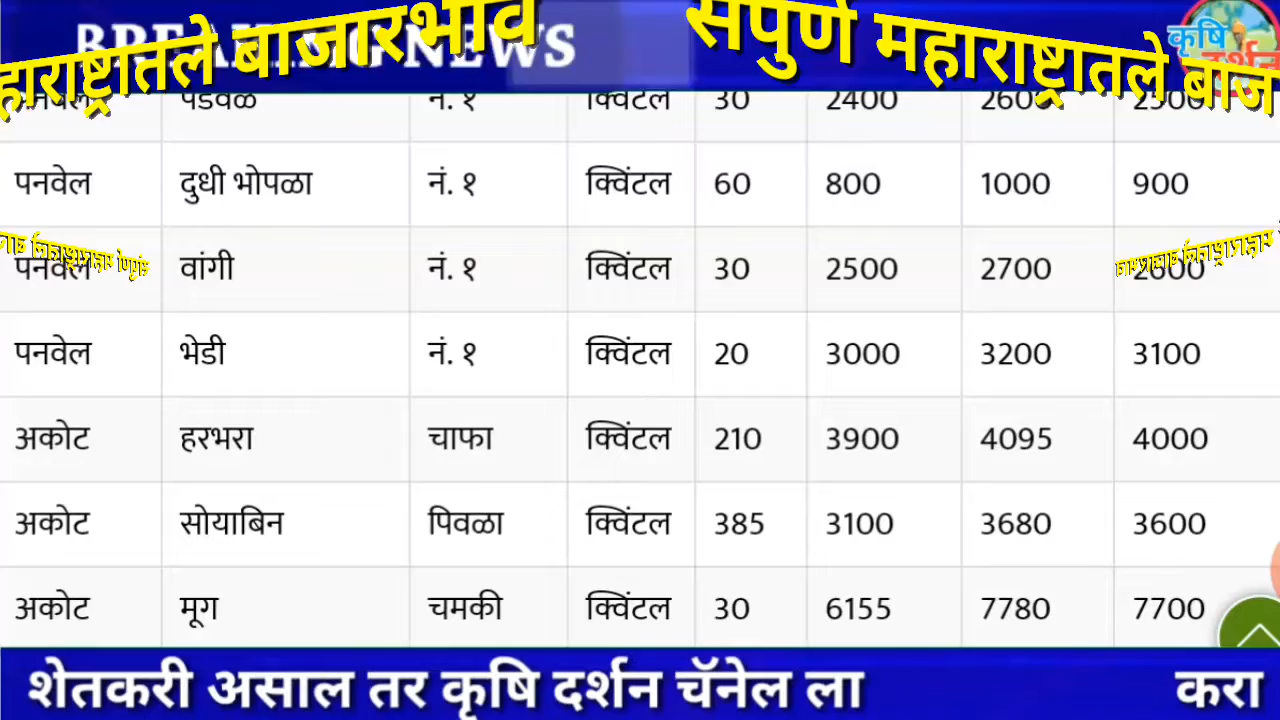 BREAKING NEWS
हाराष्ट्रातले बाजारभाव
संपुर्ण महाराष्ट्रातले बाज
कृषि
पडवळ नं. १ क्विंटल 30 2400 2600 2500
पनवेल दुधी भोपळा नं. १ क्विंटल 60 800 1000 900
पनवेल वांगी नं. १ क्विंटल 30 2500 2700 2600
पनवेल भेडी नं. १ क्विंटल 20 3000 3200 3100
अकोट हरभरा चाफा क्विंटल 210 3900 4095 4000
अकोट सोयाबिन पिवळा क्विंटल 385 3100 3680 3600
अकोट मूग चमकी क्विंटल 30 6155 7780 7700
शेतकरी असाल तर कृषि दर्शन चॅनेल ला करा